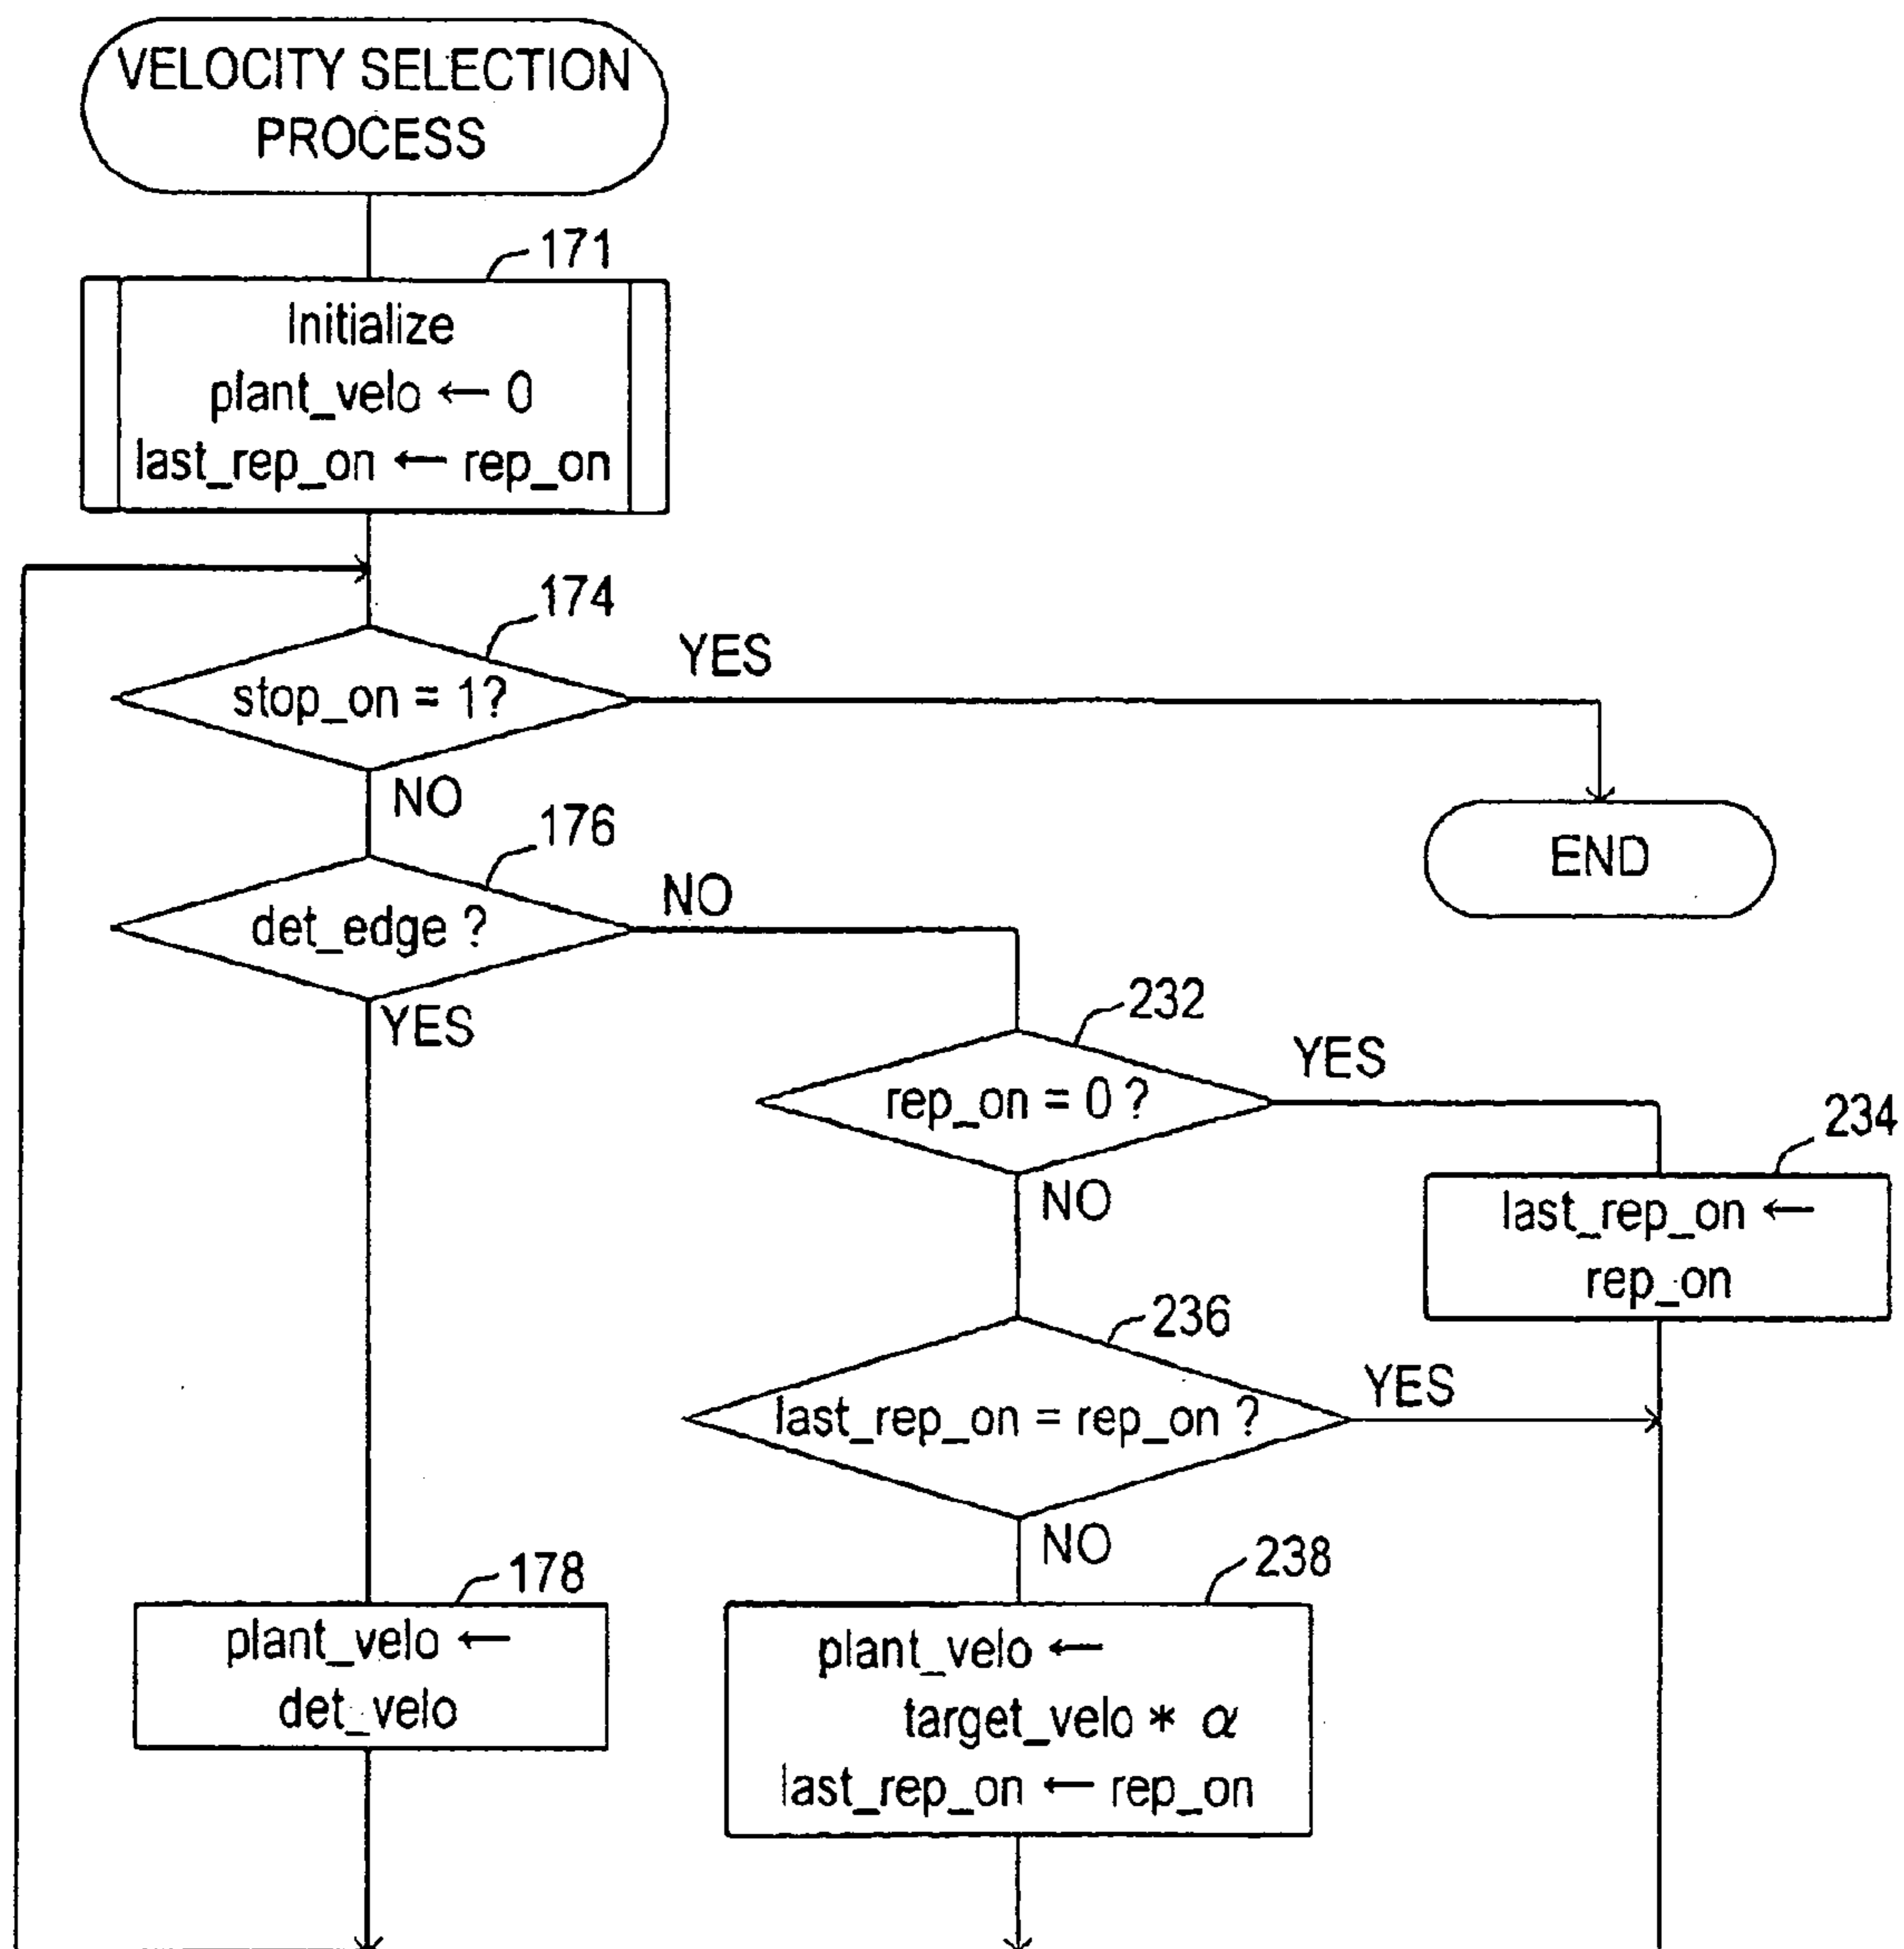 VELOCITY SELECTION
PROCESS
171
Initialize
plant_velo ← 0
last_rep_on ← rep_on
174
stop_on = 1?
YES
NO
END
176
det_edge ?
NO
YES
232
rep_on = 0 ?
YES
NO
234
last_rep_on ←
rep_on
236
last_rep_on = rep_on ?
YES
NO
178
plant_velo ←
det_velo
238
plant_velo ←
target_velo * α
last_rep_on ← rep_on